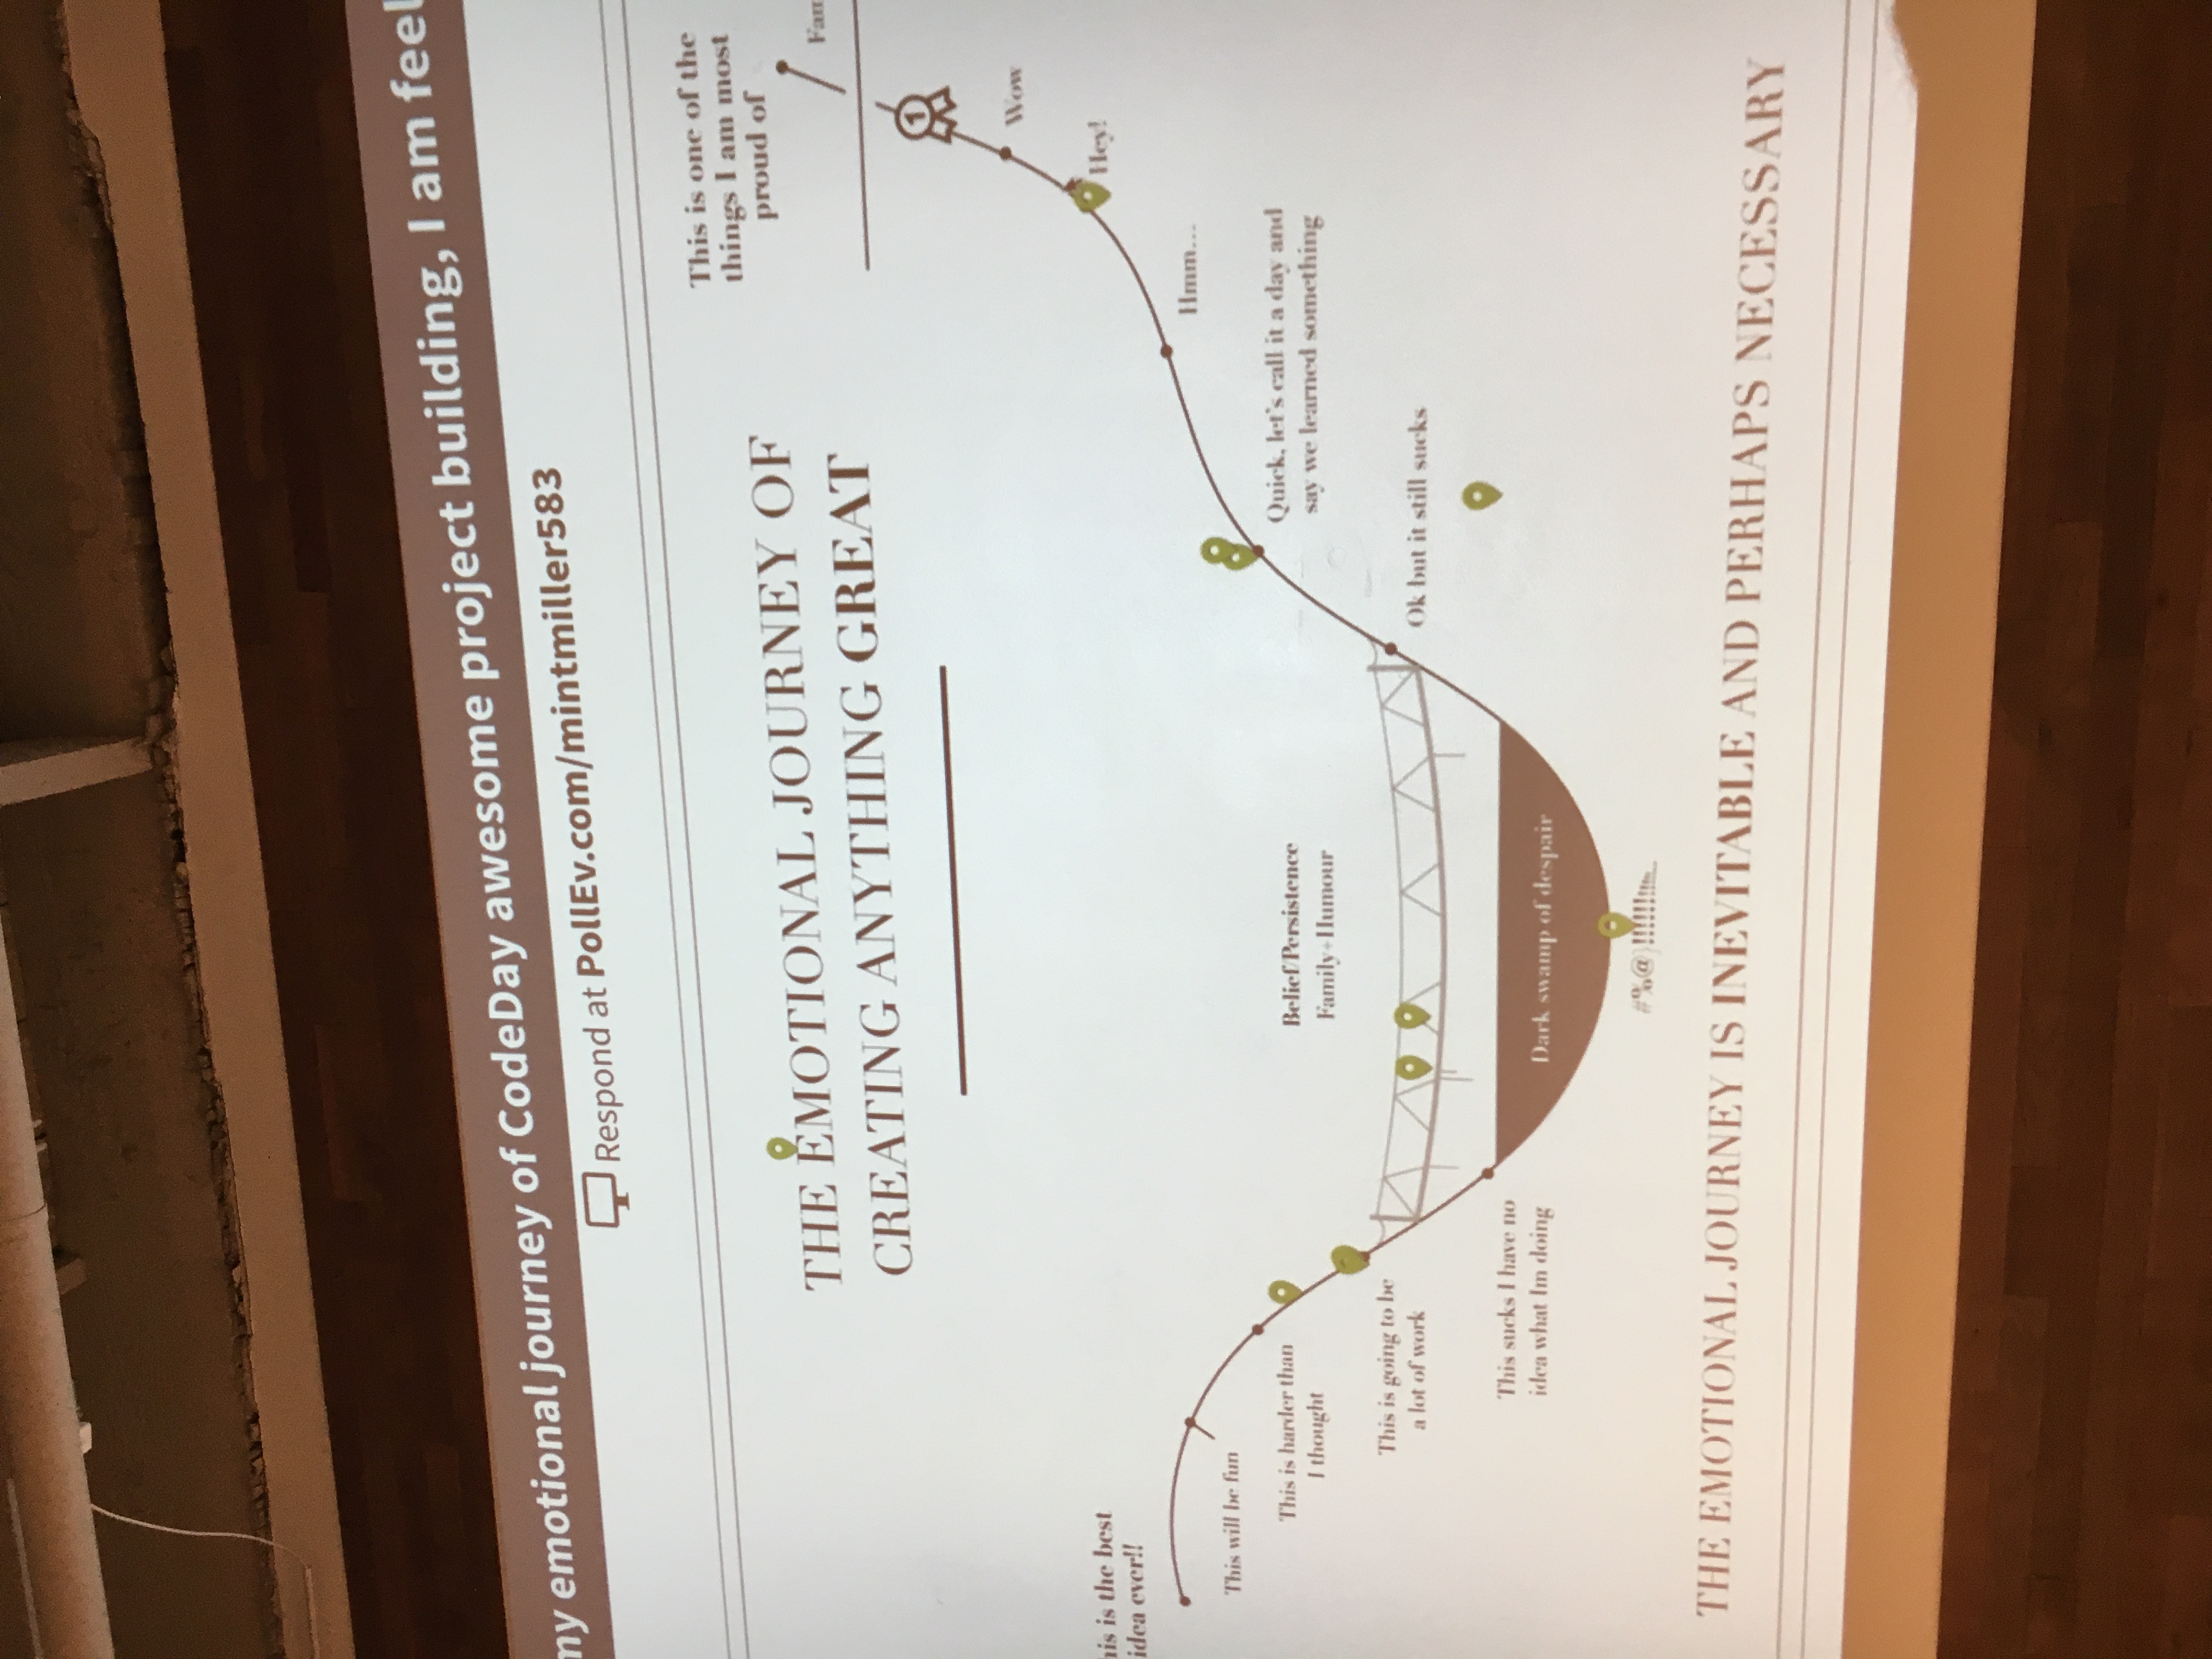 my emotional journey of CodeDay awesome project building, I am feel
Respond at PollEv.com/mintmiller583
THE EMOTIONAL JOURNEY OF
CREATING ANYTHING GREAT
This is one of the
things I am most
proud of
Fam
1
Wow
Hey!
Hmm...
his is the best
idea ever!!
This will be fun
This is harder than
I thought
This is going to be
a lot of work
This sucks I have no
idea what Im doing
Belief/Persistence
Family+Humour
Dark swamp of despair
#%@}!!!!!!!!!!
Quick, let's call it a day and
say we learned something
Ok but it still sucks
THE EMOTIONAL JOURNEY IS INEVITABLE AND PERHAPS NECESSARY